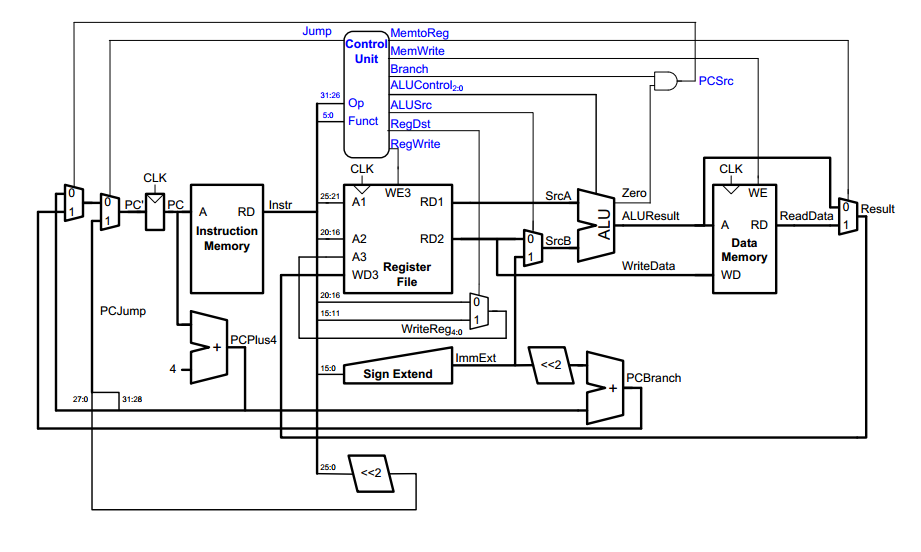 Jump
Control
Unit
MemtoReg
MemWrite
Branch
ALUControl2:0
ALUSrc
RegDst
RegWrite
PCSrc
31:26
Op
5:0
Funct
CLK
CLK
CLK
0
1
0
1
PC'
PC
A
RD
Instruction
Memory
Instr
25:21
A1
WE3
RD1
20:16
A2
RD2
A3
WD3
Register
File
SrcA
0
1
SrcB
ALU
Zero
ALUResult
WriteData
WE
A
RD
Data
Memory
WD
ReadData
0
1
Result
20:16
0
15:11
1
WriteReg4:0
PCJump
PCPlus4
+
4
15:0
Sign Extend
ImmExt
<<2
+
PCBranch
27:0
31:28
25:0
<<2